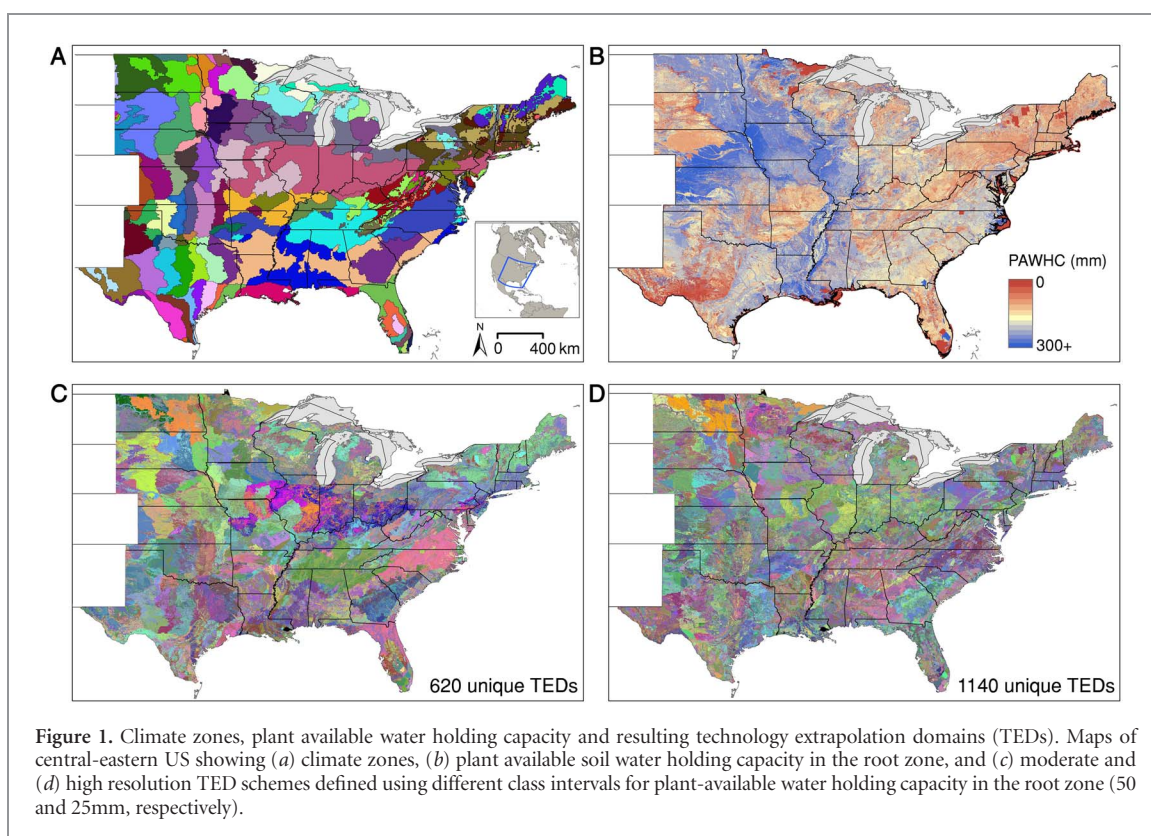 A
B
N
0 400 km
PAWHC (mm)
0
300+
C
D
620 unique TEDs
1140 unique TEDs
Figure 1. Climate zones, plant available water holding capacity and resulting technology extrapolation domains (TEDs). Maps of
central-eastern US showing (a) climate zones, (b) plant available soil water holding capacity in the root zone, and (c) moderate and
(d) high resolution TED schemes defined using different class intervals for plant-available water holding capacity in the root zone (50
and 25mm, respectively).